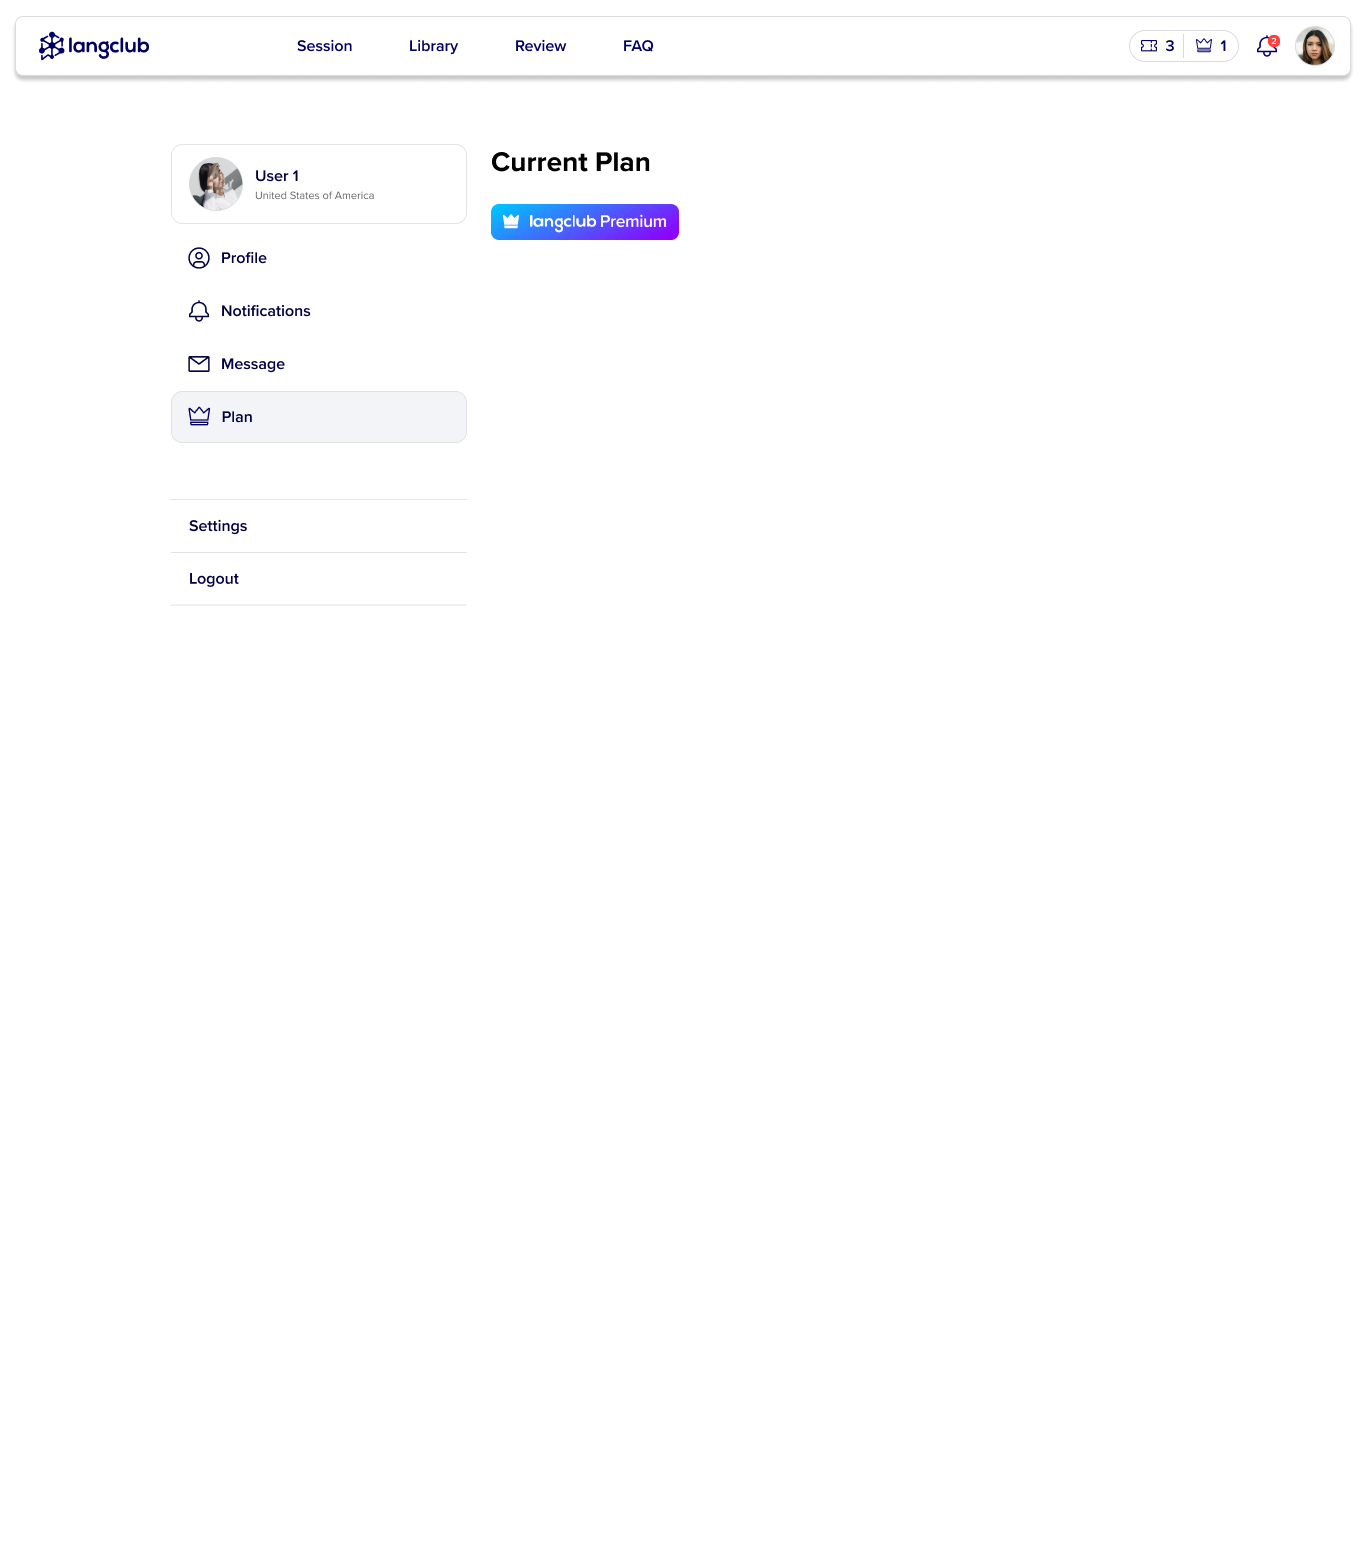 langclub
Session
Library
Review
FAQ
3
1
2
User 1
United States of America
Profile
Notifications
Message
Plan
Settings
Logout
Current Plan
langclub Premium